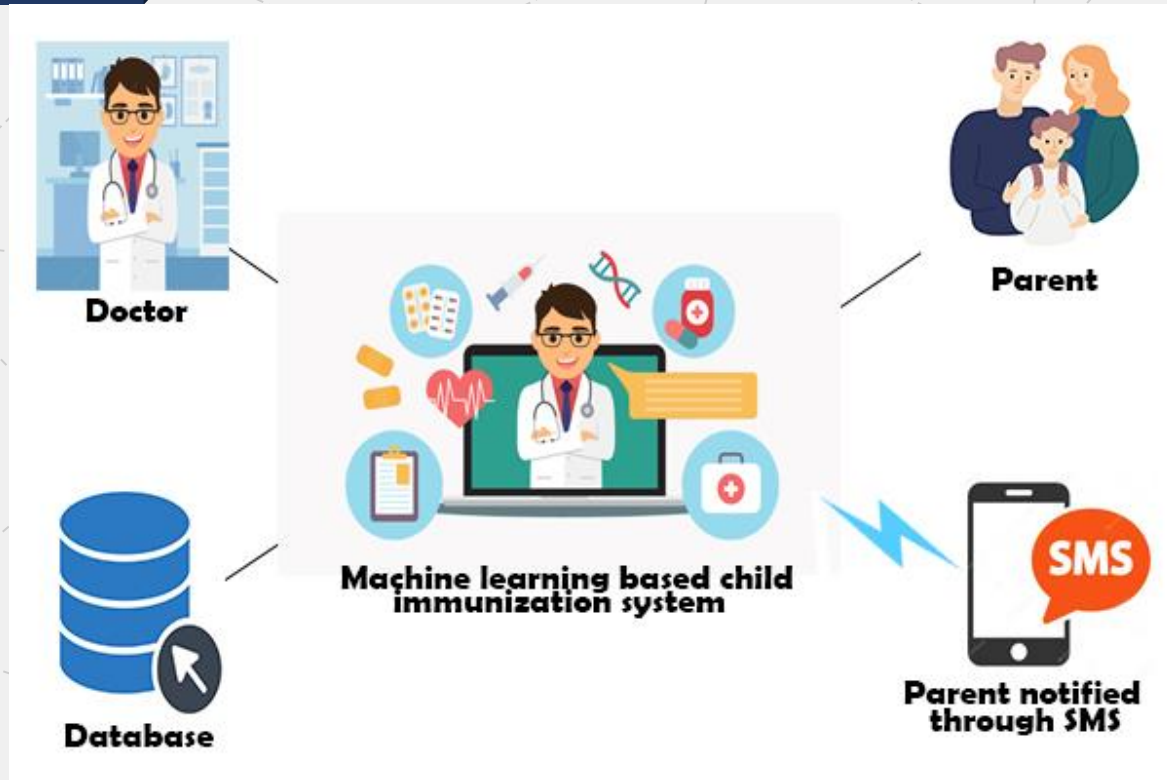 Doctor
Parent
SMS
Machine learning based child
immunization system
Database
Parent notified
through SMS